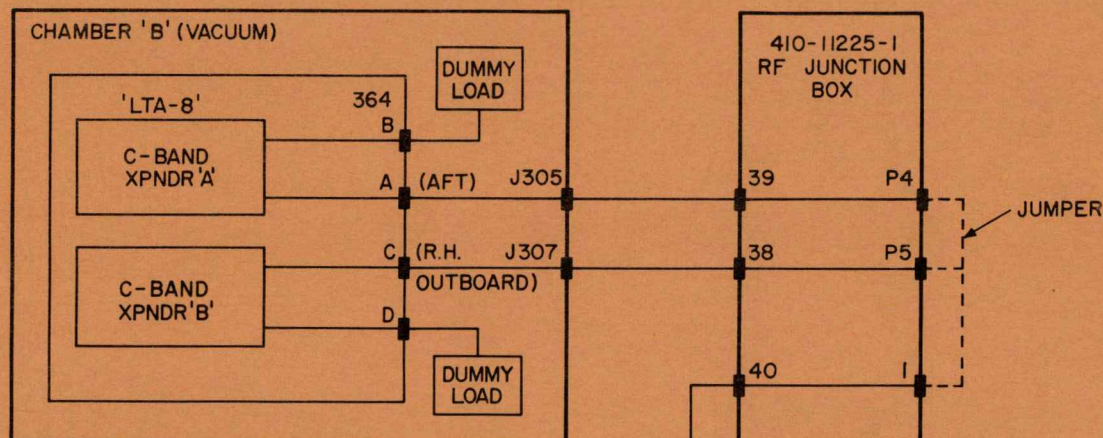 CHAMBER 'B' (VACUUM)
DUMMY
LOAD
410-11225-1
RF JUNCTION
BOX
'LTA-8'
364
C-BAND
XPNDR 'A'
B
A
(AFT)
J305
39
P4
JUMPER
C-BAND
XPNDR 'B'
C
(R.H.
OUTBOARD)
J307
38
P5
D
DUMMY
LOAD
40
1